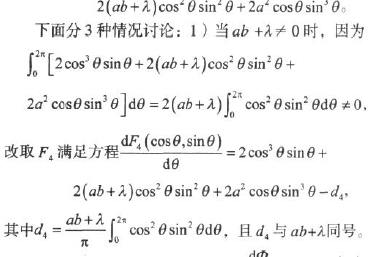 2(ab+λ)cos²θsin²θ+2a²cosθsin³θ。
下面分3种情况讨论：1）当ab+λ≠0时，因为
∫₀^{2π}[2cos³θsinθ+2(ab+λ)cos²θsin²θ+
2a²cosθsin³θ]dθ=2(ab+λ)∫₀^{2π}cos²θsin²θdθ≠0，
改取F₄满足方程dF₄(cosθ,sinθ)/dθ=2cos³θsinθ+
2(ab+λ)cos²θsin²θ+2a²cosθsin³θ-d₄，
其中d₄=(ab+λ)/π∫₀^{2π}cos²θsin²θdθ，且d₄与ab+λ同号。